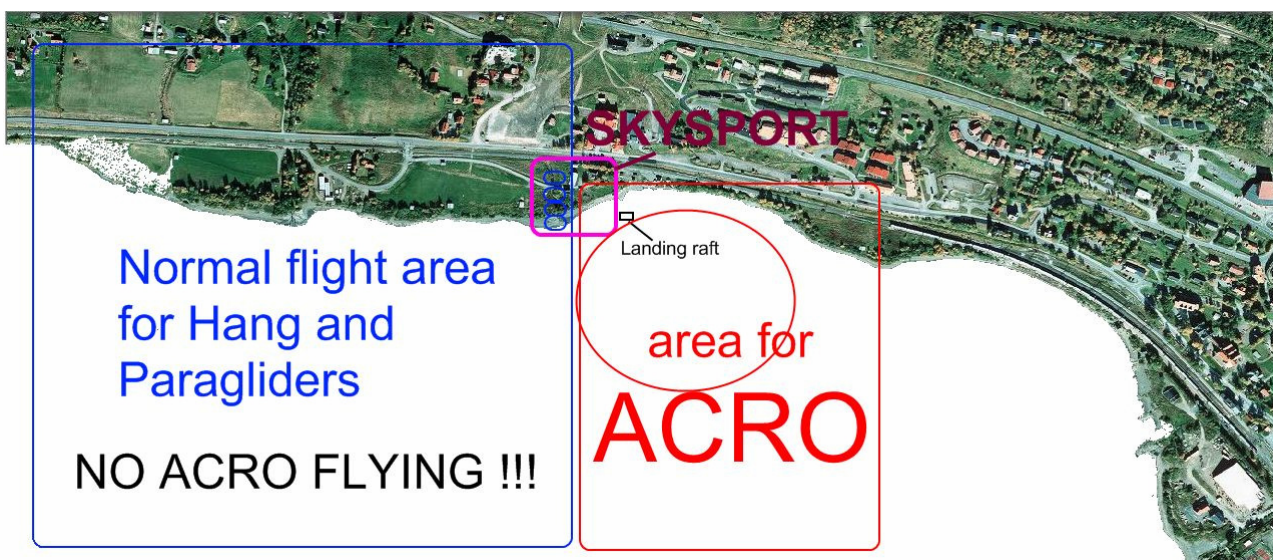 SKYSPORT
Landing raft
Normal flight area
for Hang and
Paragliders
NO ACRO FLYING !!!
area for
ACRO